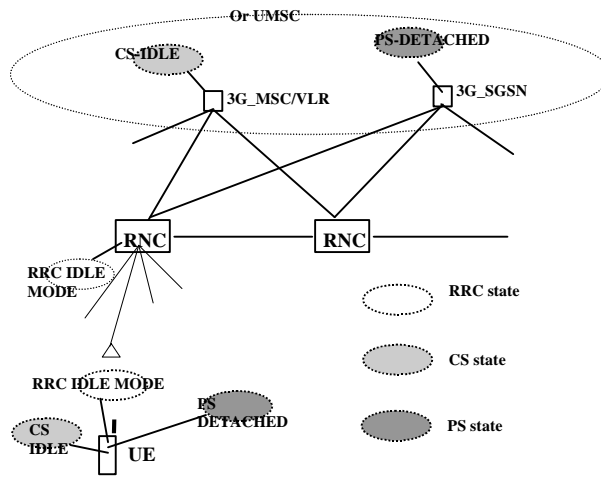 Or UMSC
CS-IDLE
PS-DETACHED
3G_MSC/VLR
3G_SGSN
RNC
RNC
RRC IDLE
MODE
RRC state
RRC IDLE MODE
CS state
PS
DETACHED
CS
IDLE
PS state
UE